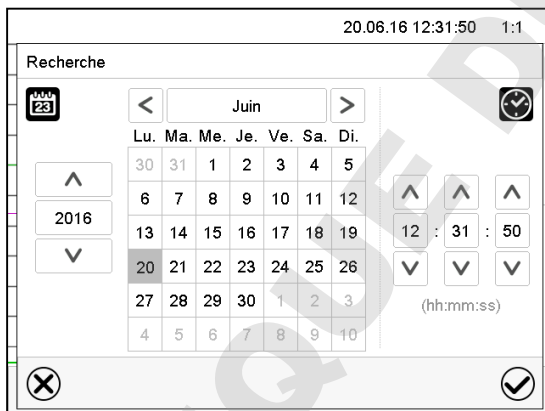 20.06.16 12:31:50 1:1
Recherche
23
< Juin >
Lu. Ma. Me. Je. Ve. Sa. Di.
30 31 1 2 3 4 5
6 7 8 9 10 11 12
2016
13 14 15 16 17 18 19
12 : 31 : 50
20 21 22 23 24 25 26
27 28 29 30 1 2 3
(hh:mm:ss)
4 5 6 7 8 9 10